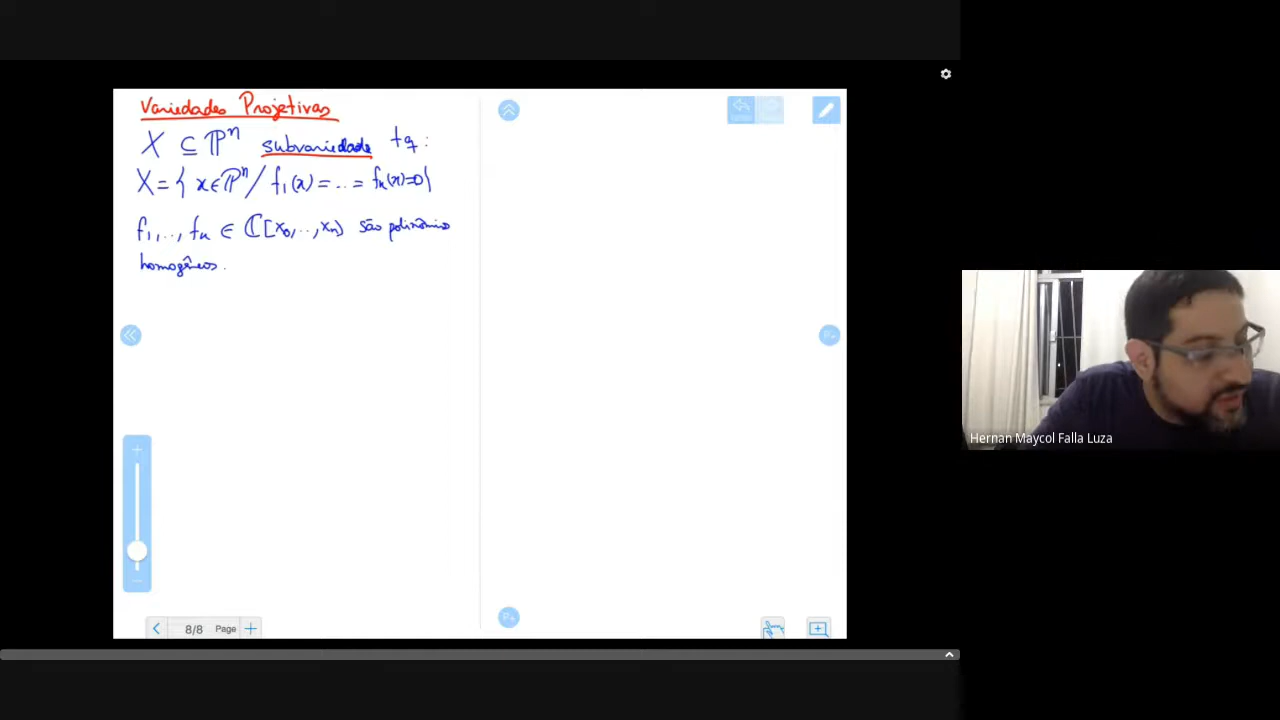 Variedades Projetivas
X ⊆ ℙⁿ subvariedade tq:
X = { x ∈ ℙⁿ / f₁(x) = ... = fₖ(x)=0}
f₁,..., fₖ ∈ ℂ[x₀,...,xₙ] são polinômios
homogêneos.
8/8 Page
Hernan Maycol Falla Luza